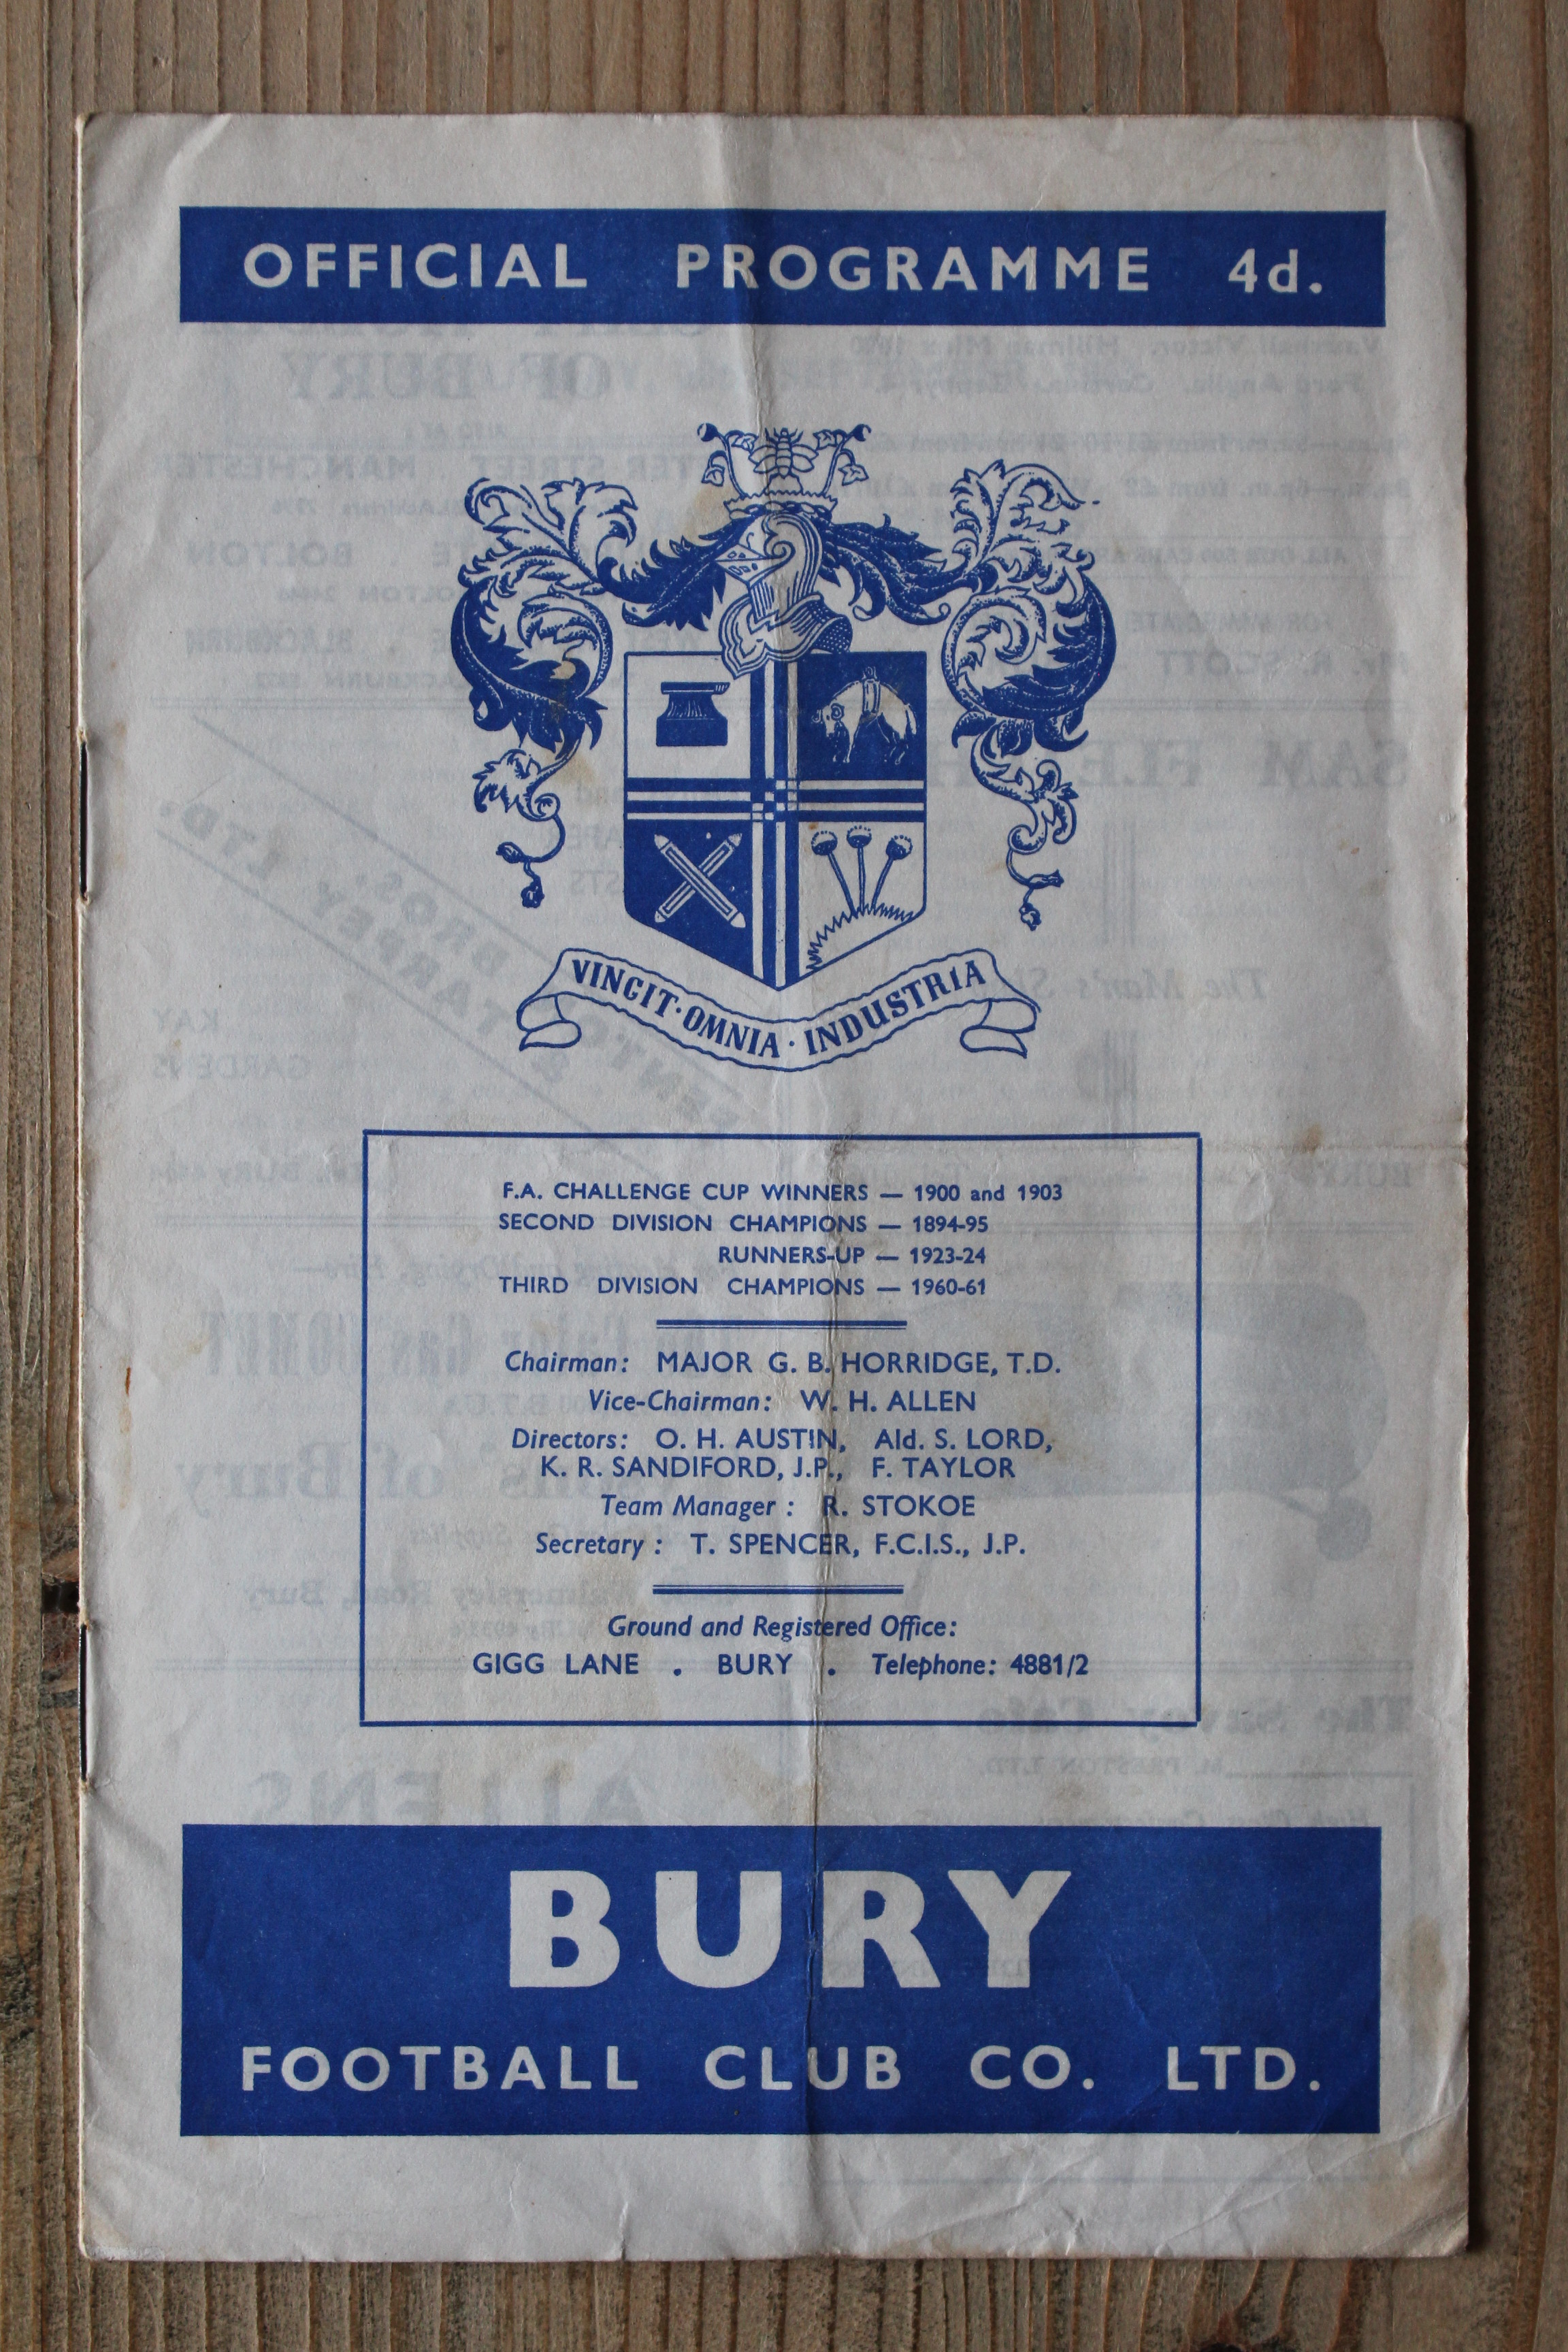 OFFICIAL PROGRAMME 4d.
VINCIT · OMNIA · INDUSTRIA
F.A. CHALLENGE CUP WINNERS — 1900 and 1903
SECOND DIVISION CHAMPIONS — 1894-95
RUNNERS-UP — 1923-24
THIRD DIVISION CHAMPIONS — 1960-61
Chairman: MAJOR G. B. HORRIDGE, T.D.
Vice-Chairman: W. H. ALLEN
Directors: O. H. AUSTIN, Ald. S. LORD,
K. R. SANDIFORD, J.P., F. TAYLOR
Team Manager : R. STOKOE
Secretary : T. SPENCER, F.C.I.S., J.P.
Ground and Registered Office:
GIGG LANE . BURY . Telephone: 4881/2
BURY
FOOTBALL CLUB CO. LTD.